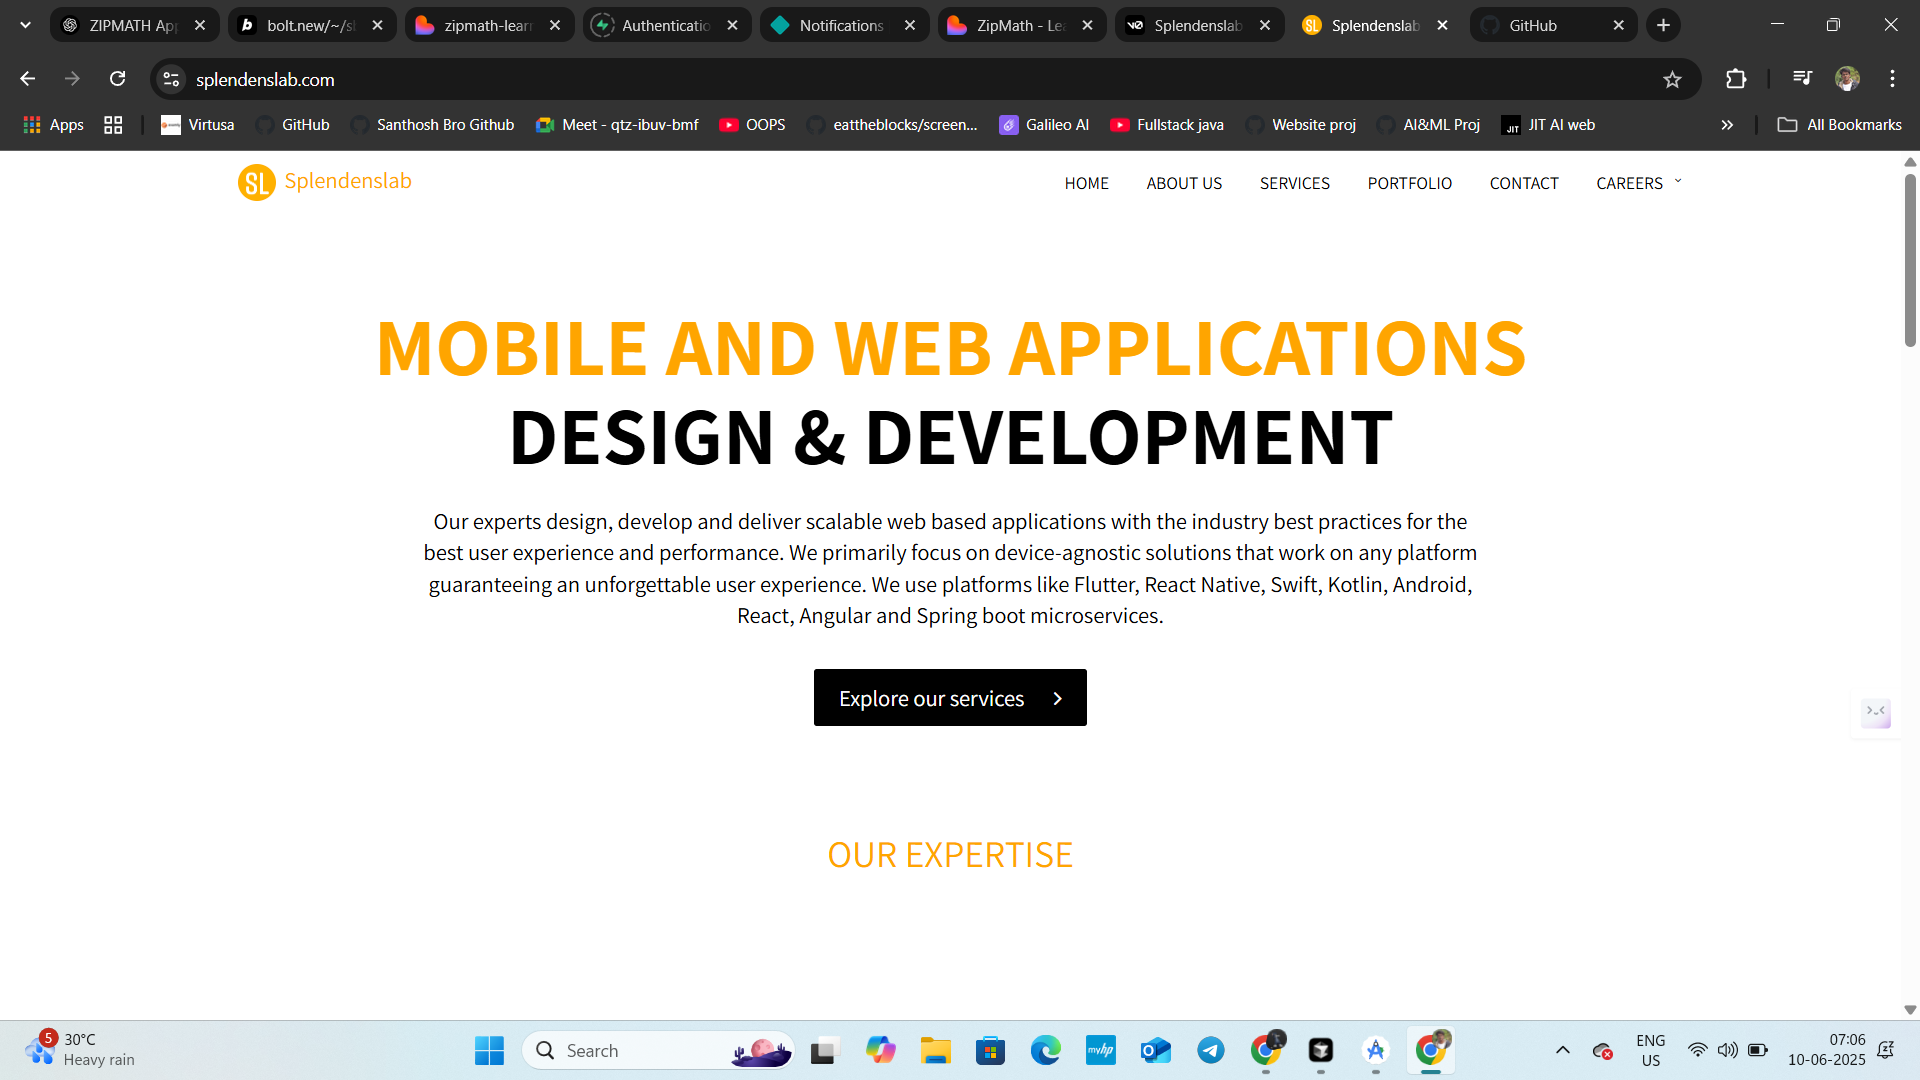 ZIPMATH Ap
bolt.new/~/s
zipmath-lear
Authenticatio
Notifications
ZipMath - Le
Splendenslab
Splendenslab
GitHub
splendenslab.com
Apps
Virtusa
GitHub
Santhosh Bro Github
Meet - qtz-ibuv-bmf
OOPS
eattheblocks/screen...
Galileo AI
Fullstack java
Website proj
AI&ML Proj
JIT
JIT AI web
All Bookmarks
SL Splendenslab
HOME
ABOUT US
SERVICES
PORTFOLIO
CONTACT
CAREERS
MOBILE AND WEB APPLICATIONS
DESIGN & DEVELOPMENT
Our experts design, develop and deliver scalable web based applications with the industry best practices for the
best user experience and performance. We primarily focus on device-agnostic solutions that work on any platform
guaranteeing an unforgettable user experience. We use platforms like Flutter, React Native, Swift, Kotlin, Android,
React, Angular and Spring boot microservices.
Explore our services
OUR EXPERTISE
5
30°C
Heavy rain
Search
myhp
ENG
US
07:06
10-06-2025